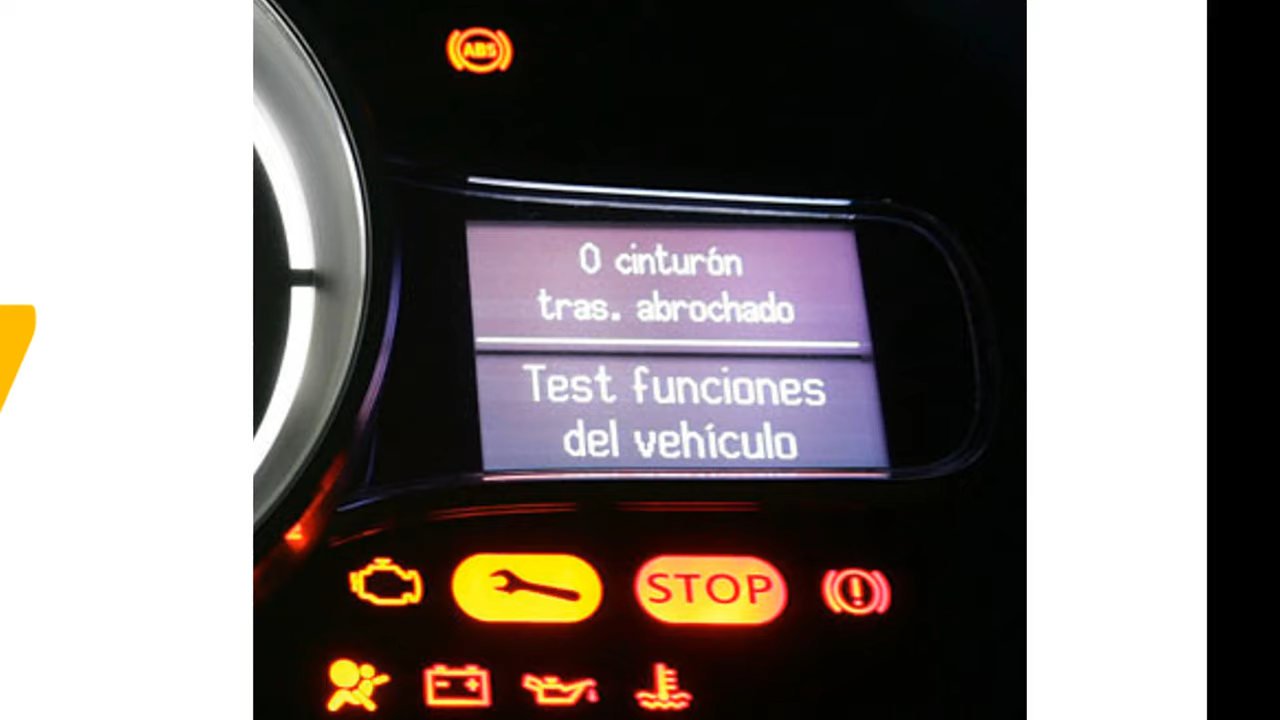 ABS
0 cinturón
tras. abrochado
Test funciones
del vehículo
STOP